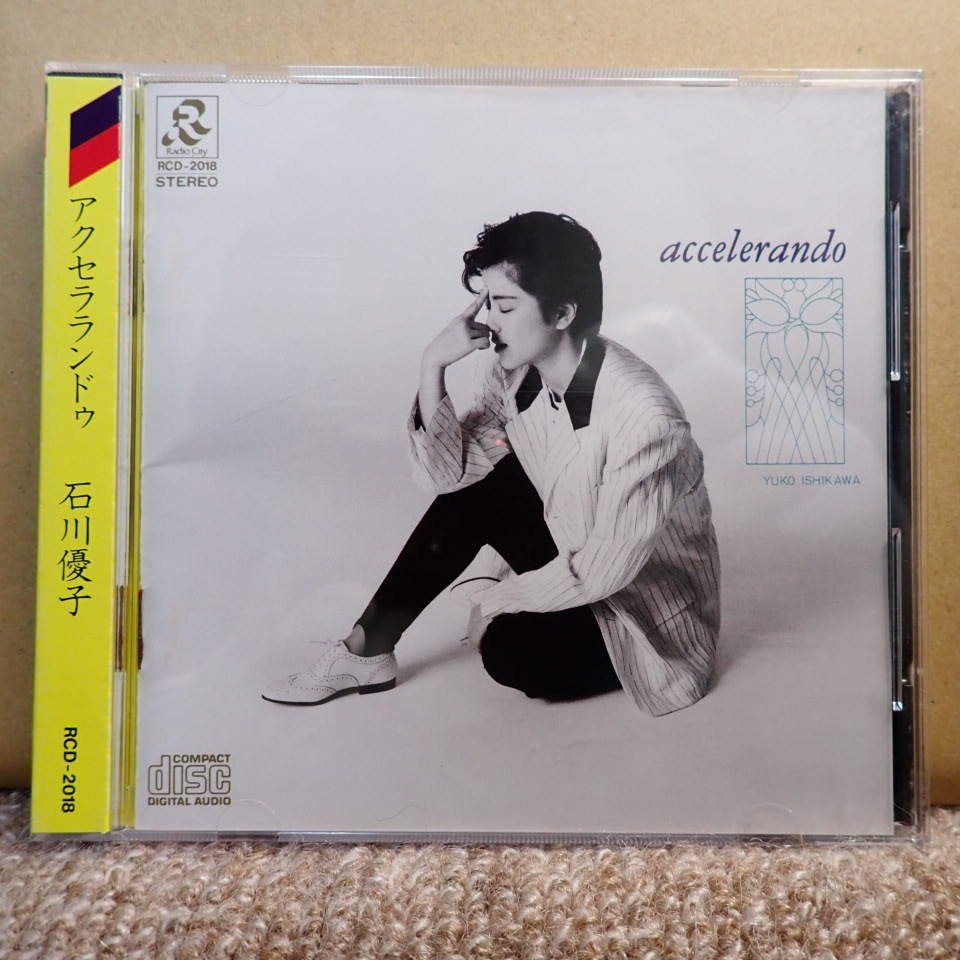 アクセラランドゥ 石川優子
RCD-2018
Radio City
RCD-2018
STEREO
accelerando
YUKO ISHIKAWA
COMPACT
disc
DIGITAL AUDIO